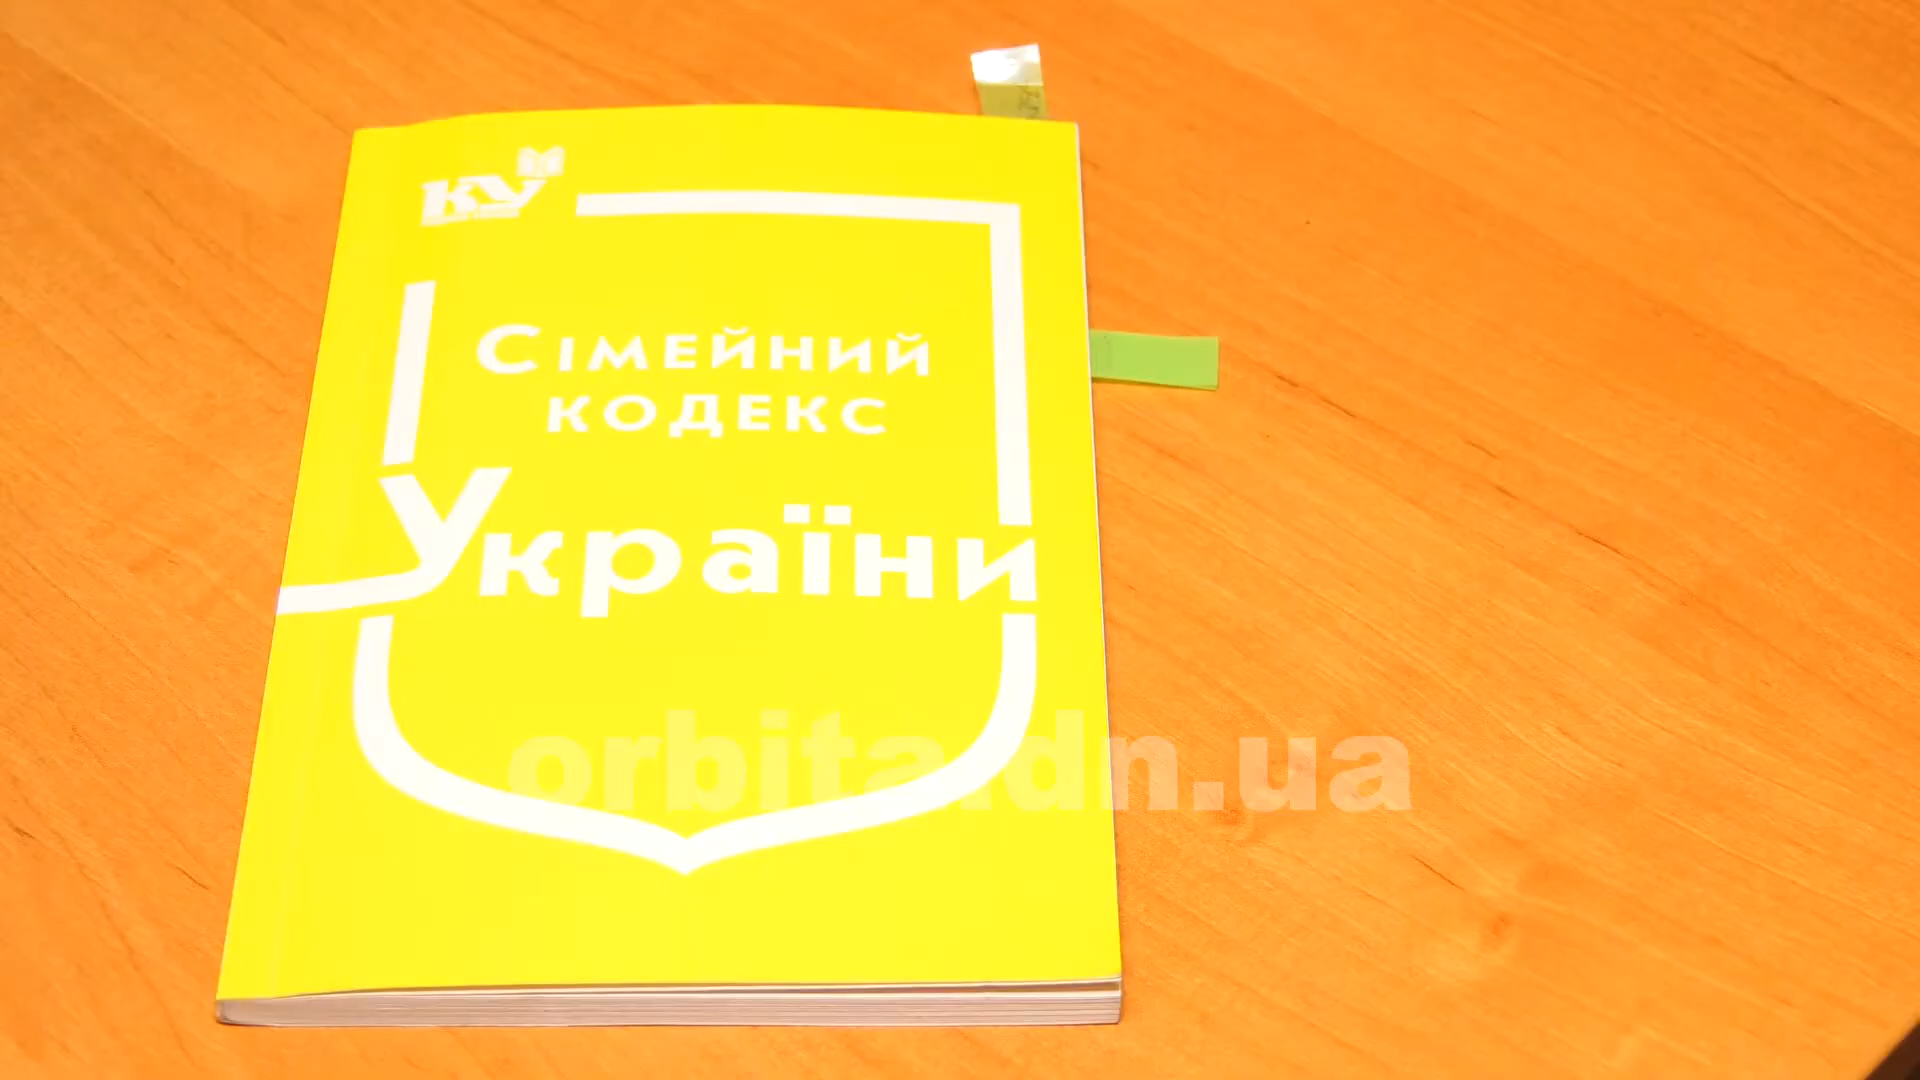 КУ
Сімейний
кодекс
України
orbita.dn.ua